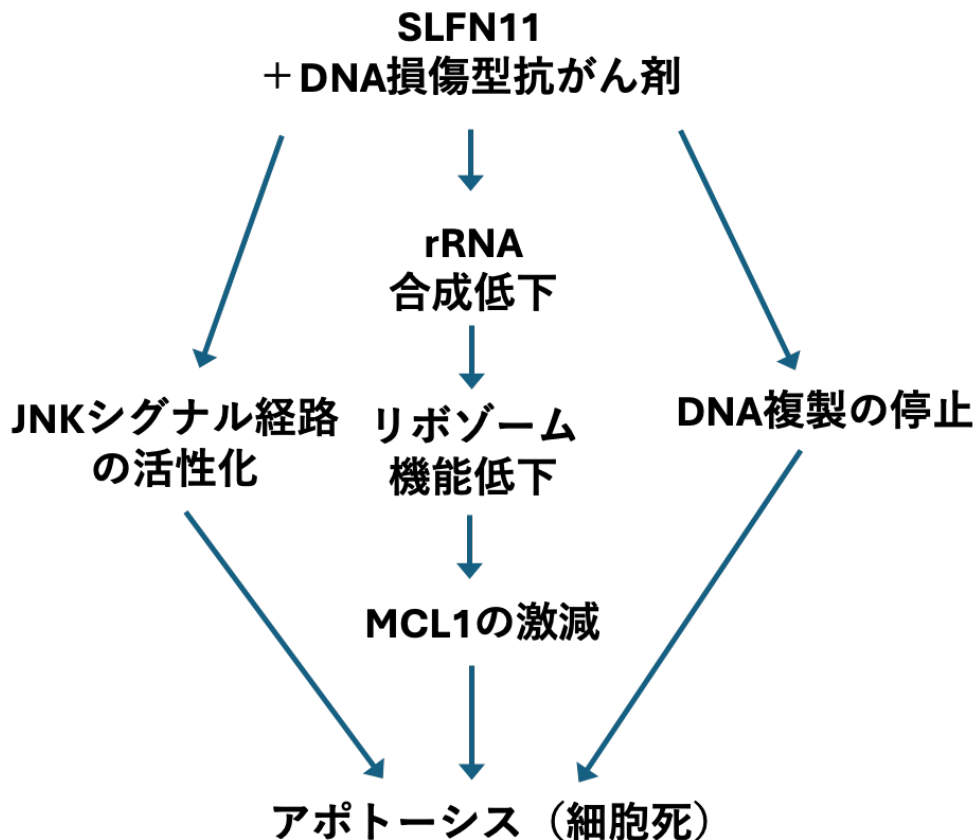 SLFN11
＋DNA損傷型抗がん剤
rRNA
合成低下
JNKシグナル経路
の活性化
リボゾーム
機能低下
DNA複製の停止
MCL1の激減
アポトーシス（細胞死）